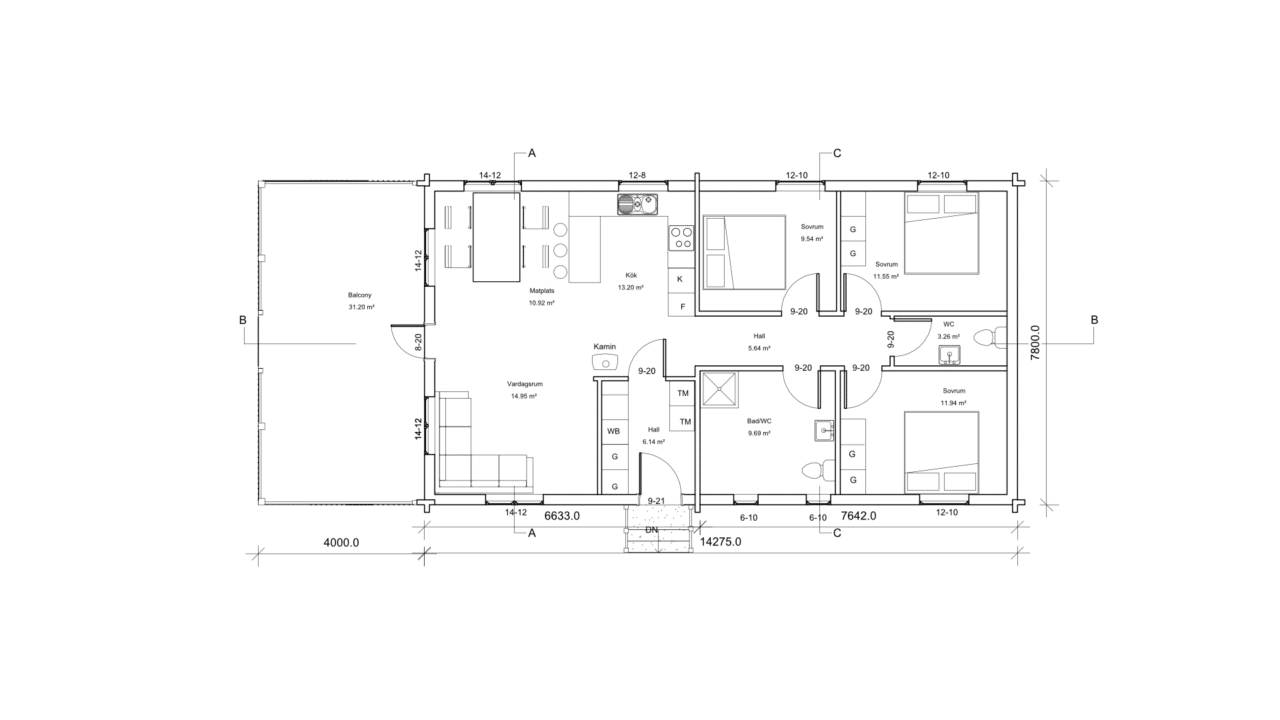 A
C
14-12
12-8
12-10
12-10
Sovrum
9.54 m²
G
G
Sovrum
11.55 m²
14-12
Kök
13.20 m²
K
F
Matplats
10.92 m²
Balcony
31.20 m²
B
B
8-20
9-20
9-20
9-20
WC
3.26 m²
Hall
5.64 m²
Kamin
7800.0
9-20
9-20
9-20
Vardagsrum
14.95 m²
TM
TM
Sovrum
11.94 m²
14-12
WB
Hall
6.14 m²
Bad/WC
9.69 m²
G
G
G
G
9-21
14-12
6633.0
6-10
6-10
7642.0
12-10
DN
A
C
4000.0
14275.0